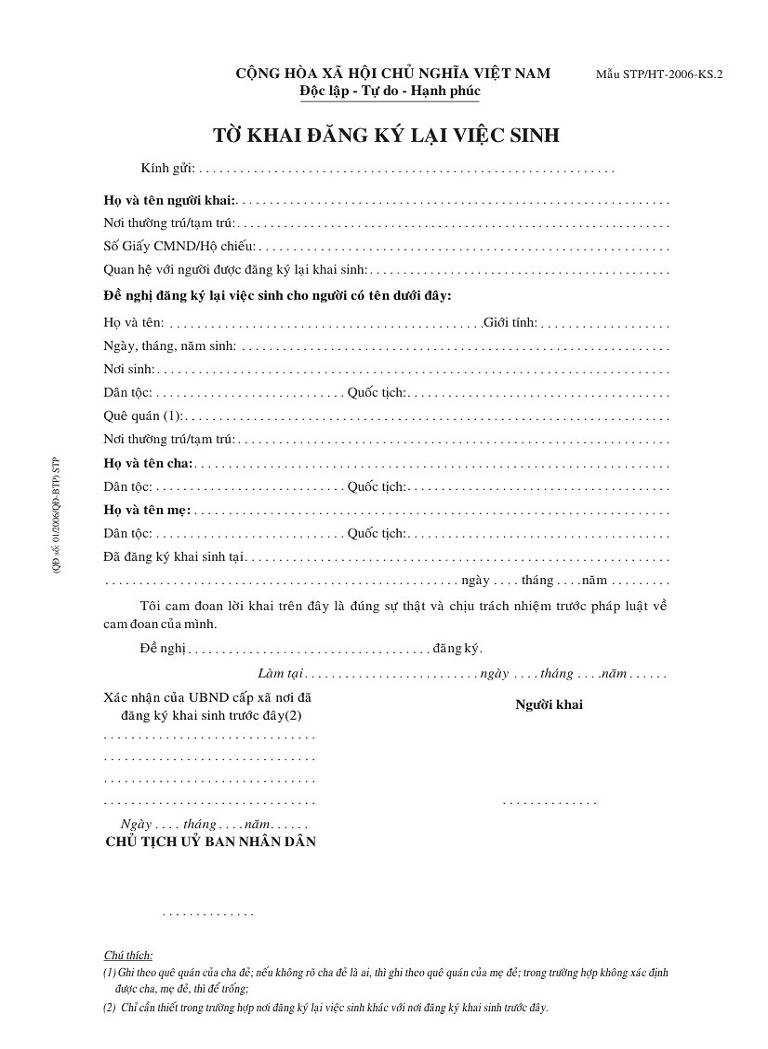 CỘNG HÒA XÃ HỘI CHỦ NGHĨA VIỆT NAM
Mẫu STP/HT-2006-KS.2
Độc lập - Tự do - Hạnh phúc
TỜ KHAI ĐĂNG KÝ LẠI VIỆC SINH
Kính gửi: . . . . . . . . . . . . . . . . . . . . . . . . . . . . . .
Họ và tên người khai:. . . . . . . . . . . . . . . . . . . . . . . . . . . . . .
Nơi thường trú/tạm trú: . . . . . . . . . . . . . . . . . . . . . . . . . . . . . .
Số Giấy CMND/Hộ chiếu: . . . . . . . . . . . . . . . . . . . . . . . . . . . . . .
Quan hệ với người được đăng ký lại khai sinh: . . . . . . . . . . . . . . . . . . . .
Đề nghị đăng ký lại việc sinh cho người có tên dưới đây:
Họ và tên: . . . . . . . . . . . . . . . . . . . . Giới tính: . . . . . . . . . .
Ngày, tháng, năm sinh: . . . . . . . . . . . . . . . . . . . . . . . . . . . . . .
Nơi sinh: . . . . . . . . . . . . . . . . . . . . . . . . . . . . . .
Dân tộc: . . . . . . . . . . . . . . . . . . . . Quốc tịch: . . . . . . . . . . . . . . . . . . . .
Quê quán (1): . . . . . . . . . . . . . . . . . . . . . . . . . . . . . .
Nơi thường trú/tạm trú: . . . . . . . . . . . . . . . . . . . . . . . . . . . . . .
Họ và tên cha: . . . . . . . . . . . . . . . . . . . . . . . . . . . . . .
Dân tộc: . . . . . . . . . . . . . . . . . . . . Quốc tịch: . . . . . . . . . . . . . . . . . . . .
Họ và tên mẹ: . . . . . . . . . . . . . . . . . . . . . . . . . . . . . .
Dân tộc: . . . . . . . . . . . . . . . . . . . . Quốc tịch: . . . . . . . . . . . . . . . . . . . .
Đã đăng ký khai sinh tại . . . . . . . . . . . . . . . . . . . . . . . . . . . . . .
. . . . . . . . . . . . . . . . . . . . . . . . . . . . . . ngày . . . . tháng . . . . năm . . . . . . . . .
Tôi cam đoan lời khai trên đây là đúng sự thật và chịu trách nhiệm trước pháp luật về
cam đoan của mình.
Đề nghị . . . . . . . . . . . . . . . . . . . . . . . . . . . . . . đăng ký.
Làm tại . . . . . . . . . . . . . . . . . . . . . . . . . ngày . . . . tháng . . . .năm . . . . . .
Xác nhận của UBND cấp xã nơi đã
đăng ký khai sinh trước đây(2)
Người khai
. . . . . . . . . . . . . . . . . . . . . . . . . . . . . . .
. . . . . . . . . . . . . . . . . . . . . . . . . . . . . . .
. . . . . . . . . . . . . . . . . . . . . . . . . . . . . . .
. . . . . . . . . . . . . . . . . . . . . . . . . . . . . . .
. . . . . . . . . . . . . .
Ngày . . . . tháng . . . . năm. . . . . .
CHỦ TỊCH UỶ BAN NHÂN DÂN
. . . . . . . . . . . . . .
Chú thích:
(1) Ghi theo quê quán của cha đẻ; nếu không rõ cha đẻ là ai, thì ghi theo quê quán của mẹ đẻ; trong trường hợp không xác định
được cha, mẹ đẻ, thì để trống;
(2) Chỉ cần thiết trong trường hợp nơi đăng ký lại việc sinh khác với nơi đăng ký khai sinh trước đây.
(QĐ số: 01/2006/QĐ-BTP) STP